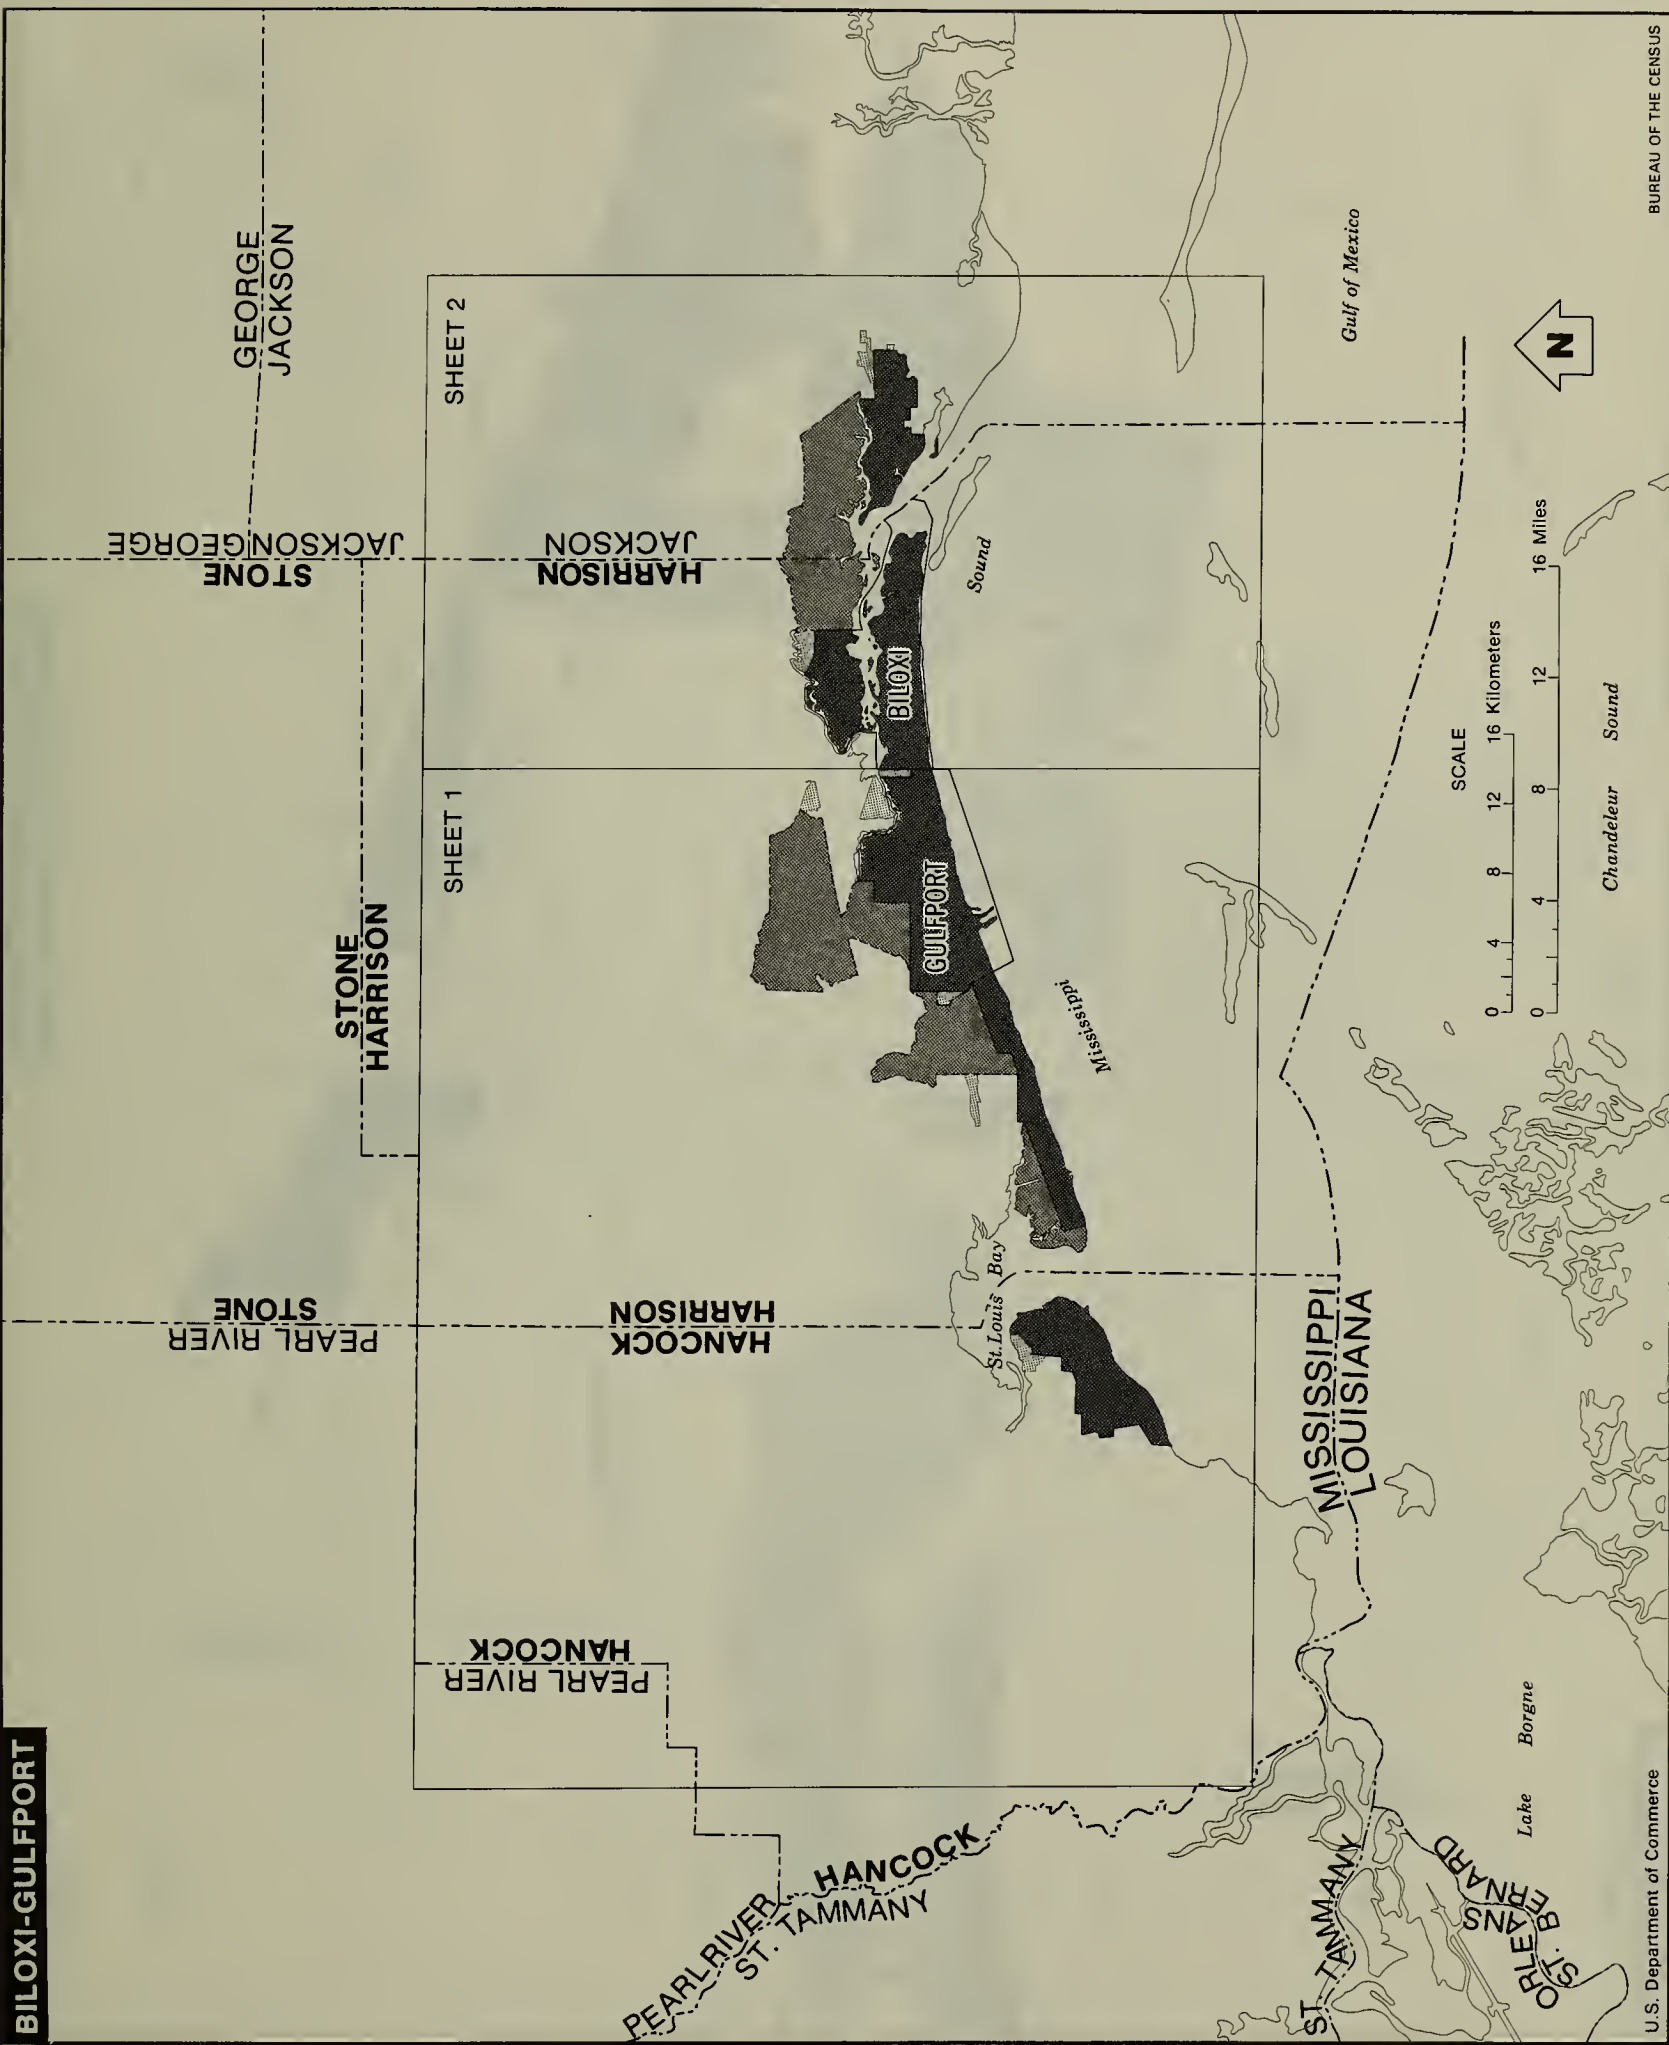 BILOXI-GULFPORT
GEORGE
JACKSON
STONE
JACKSON GEORGE
STONE
HARRISON
PEARL RIVER
STONE
SHEET 1
SHEET 2
HARRISON
JACKSON
HANCOCK
HARRISON
PEARL RIVER
HANCOCK
PEARL RIVER
ST. TAMMANY
HANCOCK
BILOXI
GULFPORT
St. Louis Bay
Mississippi
Sound
Gulf of Mexico
MISSISSIPPI
LOUISIANA
ST. TAMMANY
ORLEANS
ST. BERNARD
Lake Borgne
Chandeleur Sound
SCALE
0 4 8 12 16 Kilometers
0 4 8 12 16 Miles
N
U.S. Department of Commerce
BUREAU OF THE CENSUS